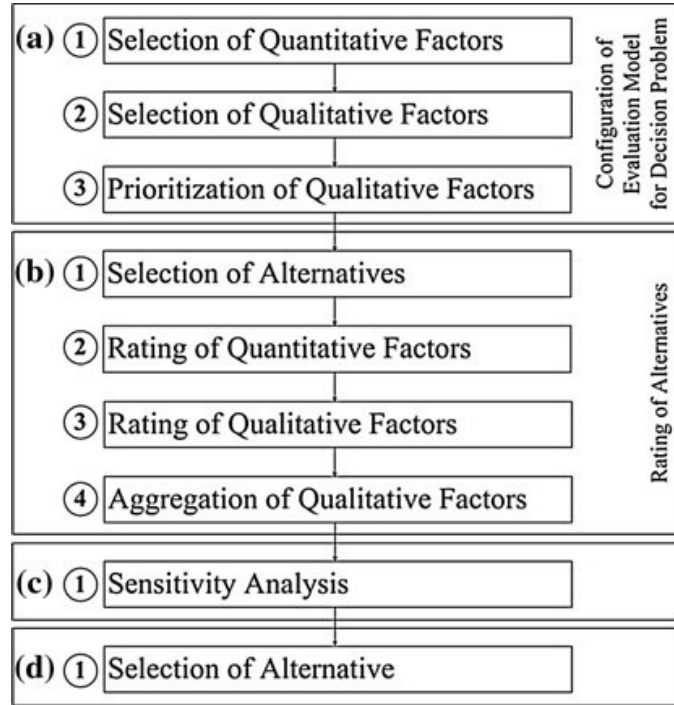 (a) ① Selection of Quantitative Factors
② Selection of Qualitative Factors
③ Prioritization of Qualitative Factors
Configuration of
Evaluation Model
for Decision Problem
(b) ① Selection of Alternatives
② Rating of Quantitative Factors
③ Rating of Qualitative Factors
④ Aggregation of Qualitative Factors
Rating of Alternatives
(c) ① Sensitivity Analysis
(d) ① Selection of Alternative